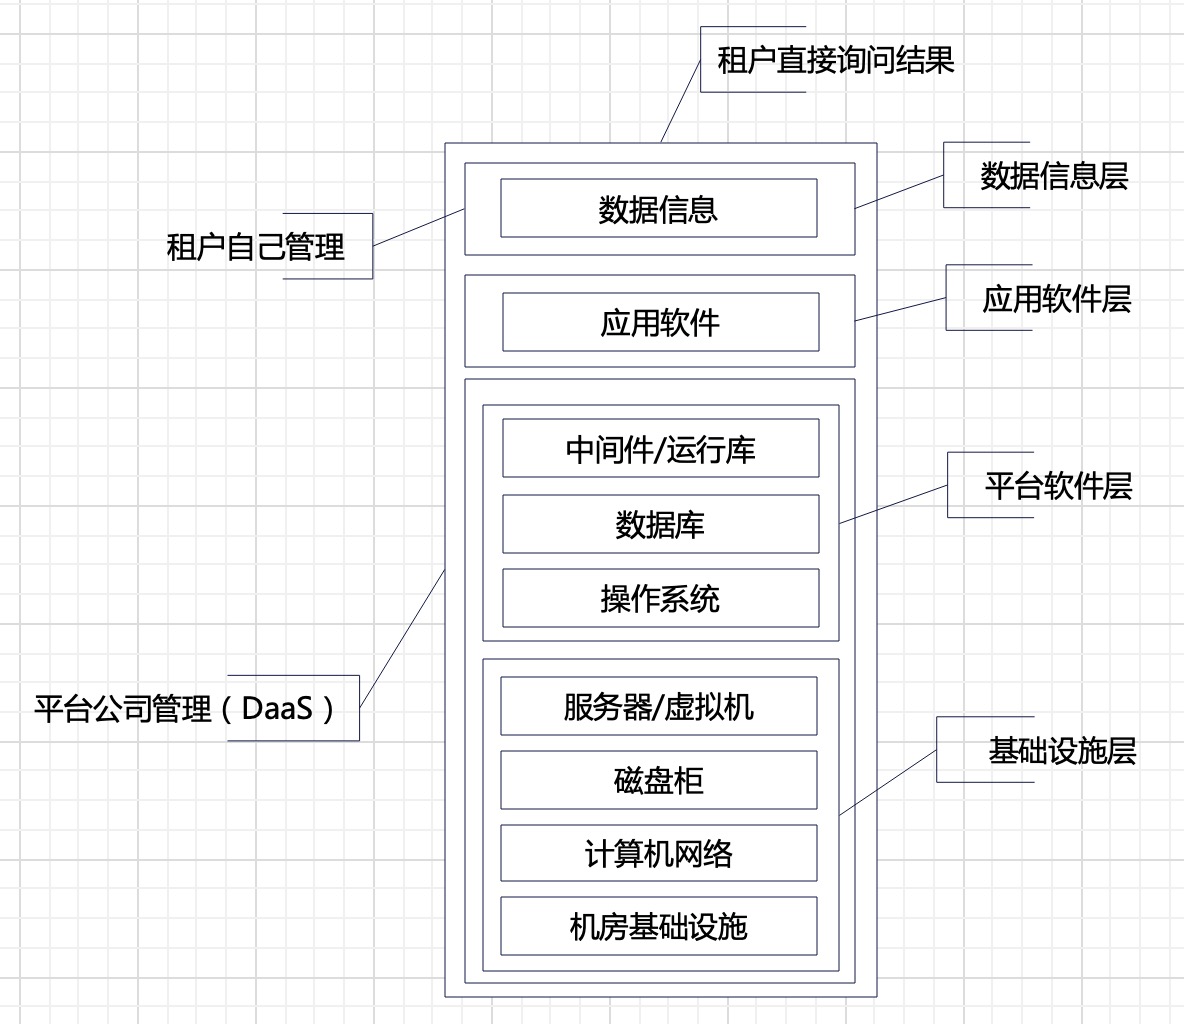 租户直接询问结果
数据信息层
数据信息
租户自己管理
应用软件层
应用软件
中间件/运行库
平台软件层
数据库
操作系统
服务器/虚拟机
平台公司管理（DaaS）
基础设施层
磁盘柜
计算机网络
机房基础设施